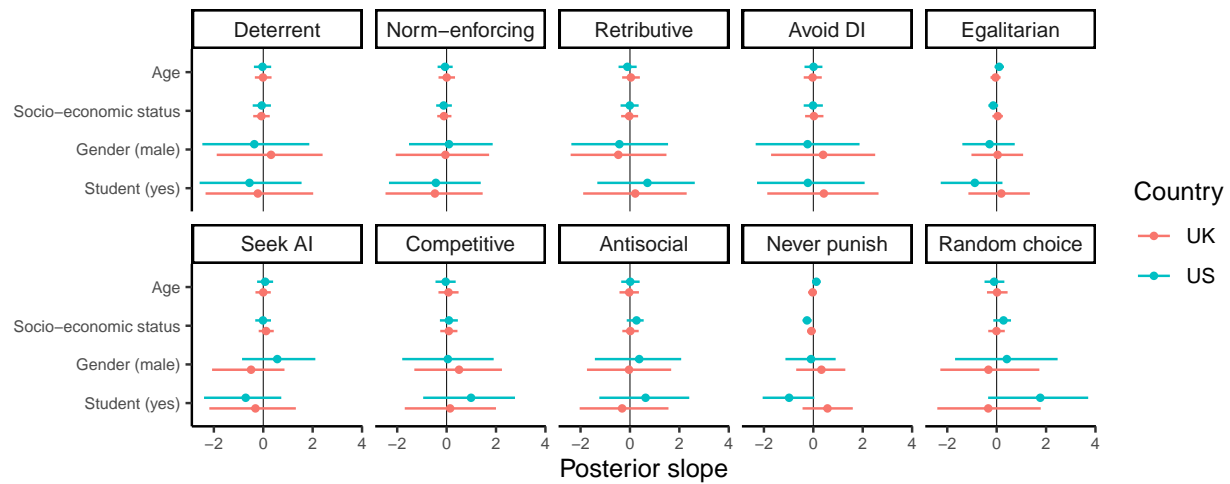 Deterrent Norm−enforcing Retributive Avoid DI Egalitarian
Age
Socio−economic status
Gender (male)
Student (yes)
Seek AI Competitive Antisocial Never punish Random choice
Age
Socio−economic status
Gender (male)
Student (yes)
−2 0 2 4 −2 0 2 4 −2 0 2 4 −2 0 2 4 −2 0 2 4
Posterior slope
Country
UK
US